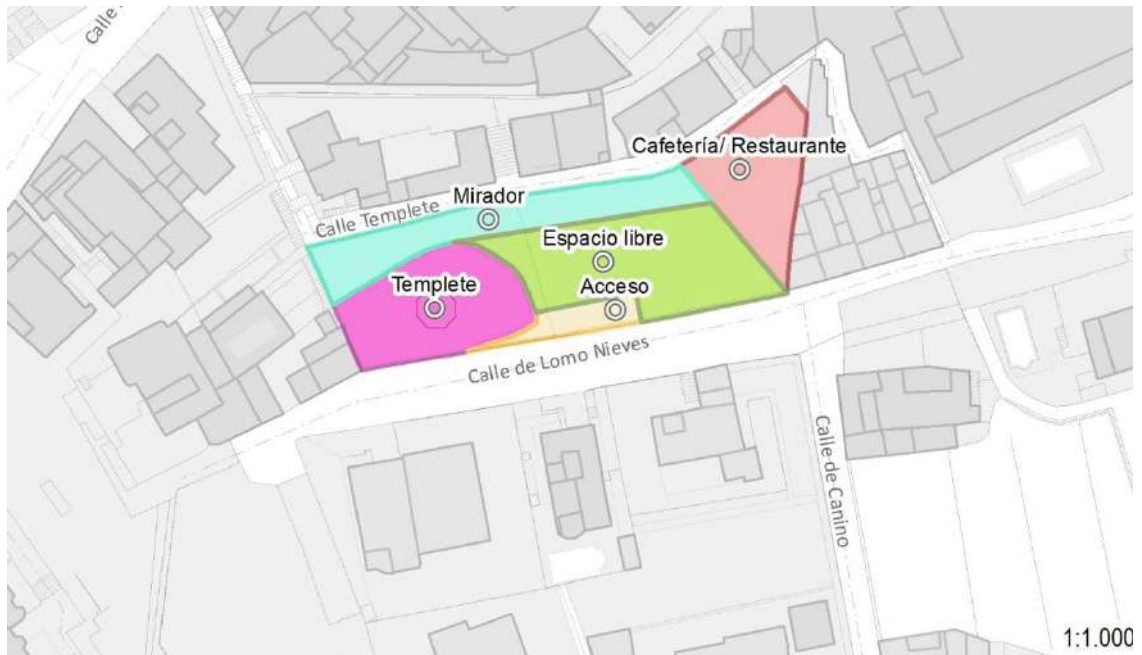 Calle
Cafetería/ Restaurante
Mirador
Calle Templete
Espacio libre
Templete
Acceso
Calle de Lomo Nieves
Calle de Canino
1:1.000